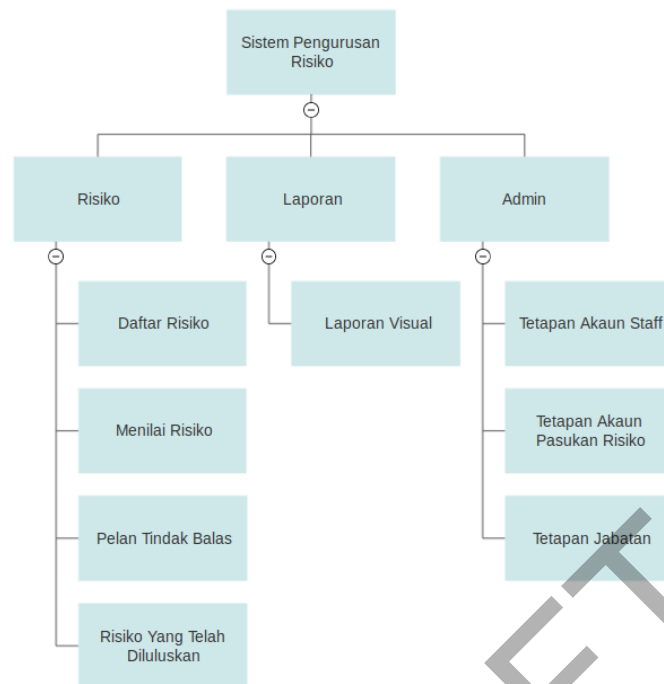 Sistem Pengurusan
Risiko
Risiko
Laporan
Admin
Daftar Risiko
Laporan Visual
Tetapan Akaun Staff
Menilai Risiko
Tetapan Akaun
Pasukan Risiko
Pelan Tindak Balas
Tetapan Jabatan
Risiko Yang Telah
Diluluskan